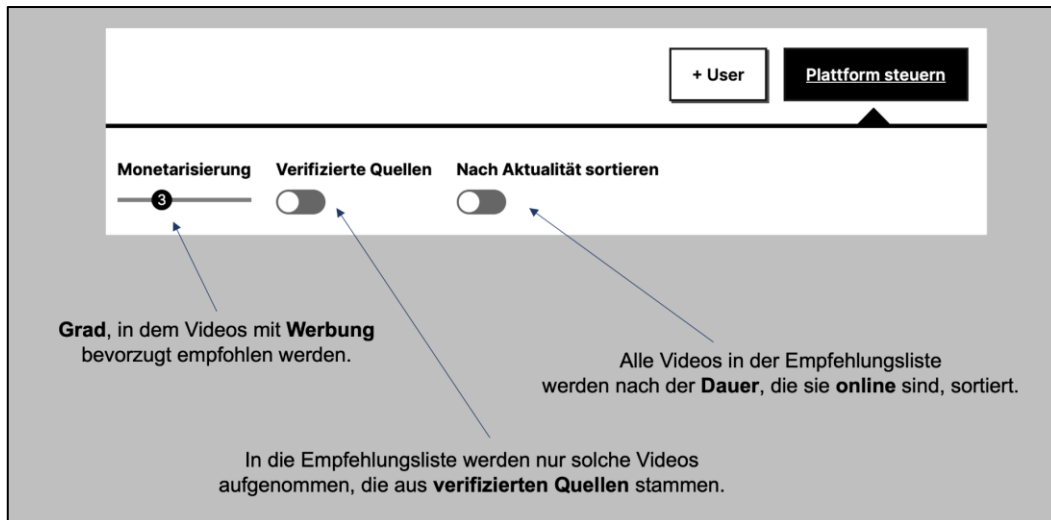 + User
Plattform steuern
Monetarisierung
Verifizierte Quellen
Nach Aktualität sortieren
3
Grad, in dem Videos mit Werbung
bevorzugt empfohlen werden.
Alle Videos in der Empfehlungsliste
werden nach der Dauer, die sie online sind, sortiert.
In die Empfehlungsliste werden nur solche Videos
aufgenommen, die aus verifizierten Quellen stammen.